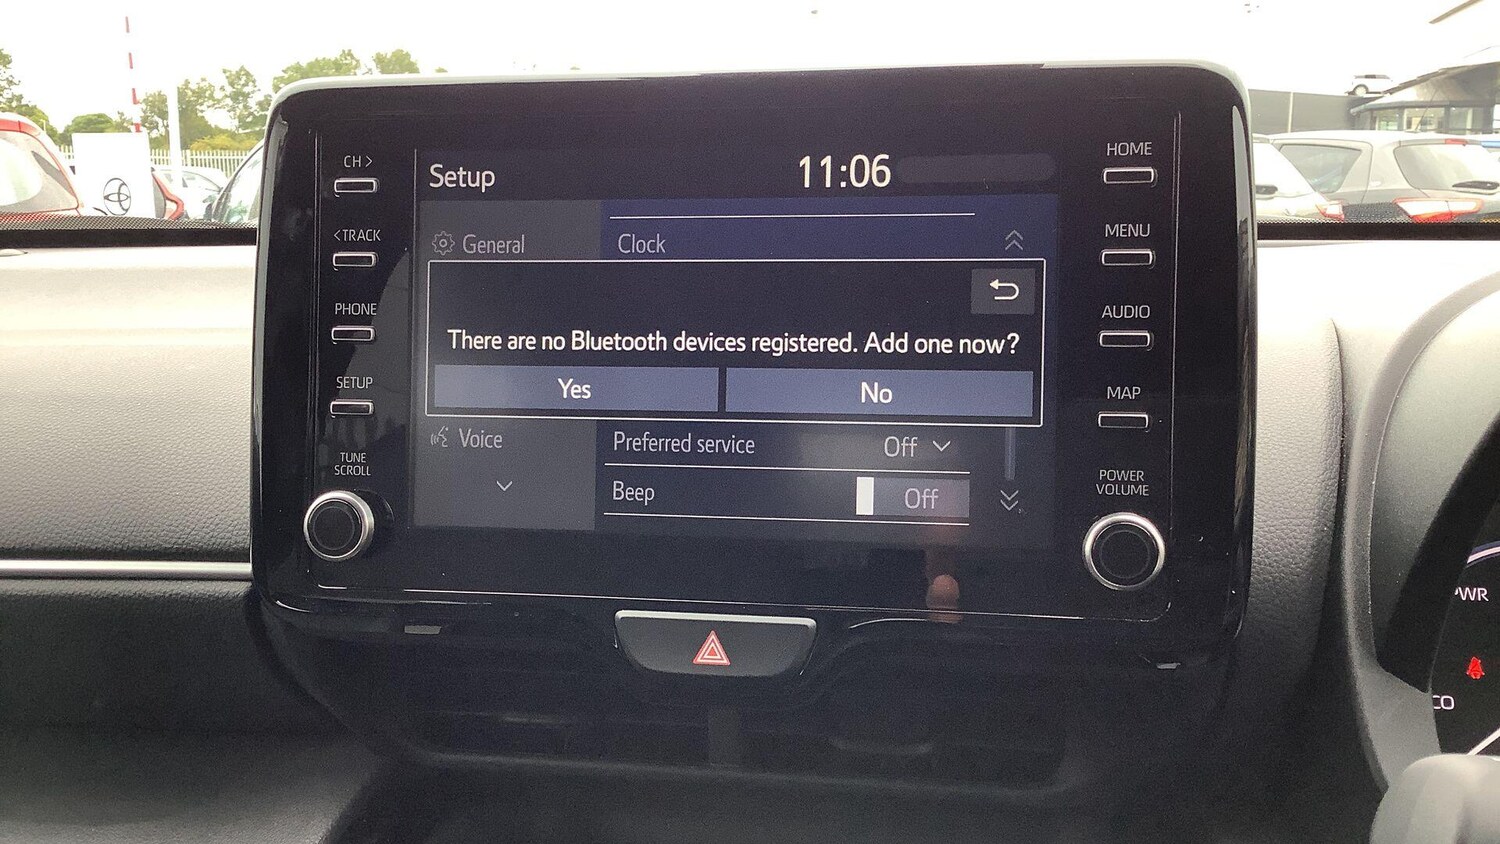 CH >
< TRACK
PHONE
SETUP
TUNE
SCROLL
Setup
11:06
General
Clock
There are no Bluetooth devices registered. Add one now?
Yes
No
Voice
Preferred service
Off
Beep
Off
HOME
MENU
AUDIO
MAP
POWER
VOLUME
PWR
CO